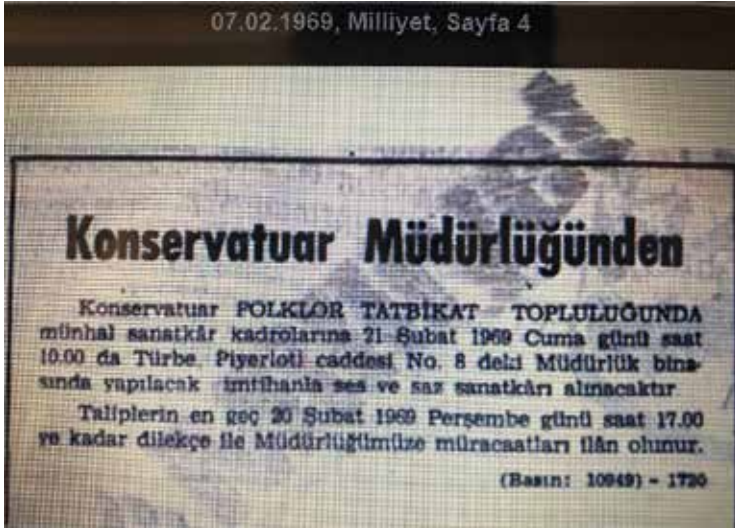 07.02.1969, Milliyet, Sayfa 4
Konservatuar Müdürlüğünden
Konservatuar FOLKLOR TATBİKAT TOPLULUĞUNDA
münhal sanatkâr kadrolarına 21 Şubat 1969 Cuma günü saat
10.00 da Türbe, Piyerloti caddesi No. 8 deki Müdürlük bina-
sında yapılacak imtihanla ses ve saz sanatkârı alınacaktır.
Taliplerin en geç 20 Şubat 1969 Perşembe günü saat 17.00
ye kadar dilekçe ile Müdürlüğümüze müracaatları ilân olunur.
(Basın: 10949) - 1720